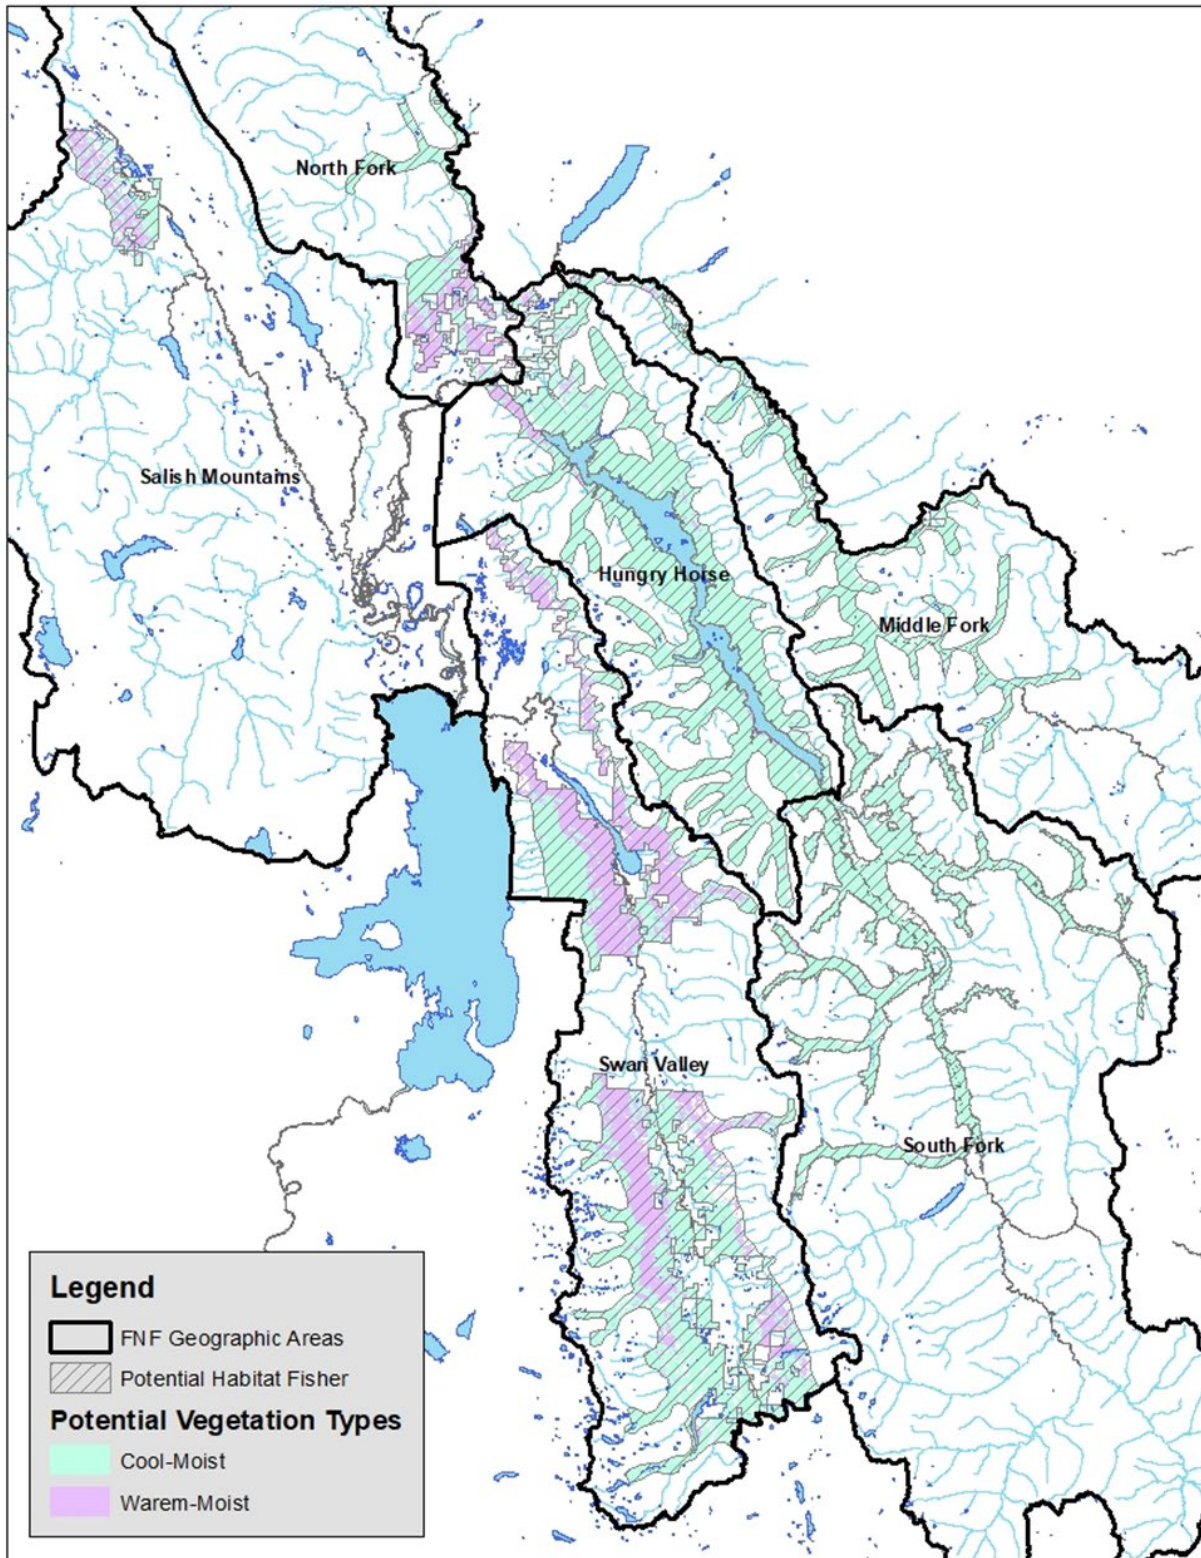 North Fork
Salish Mountains
Hungry Horse
Middle Fork
Swan Valley
South Fork
Legend
FNF Geographic Areas
Potential Habitat Fisher
Potential Vegetation Types
Cool-Moist
Warem-Moist